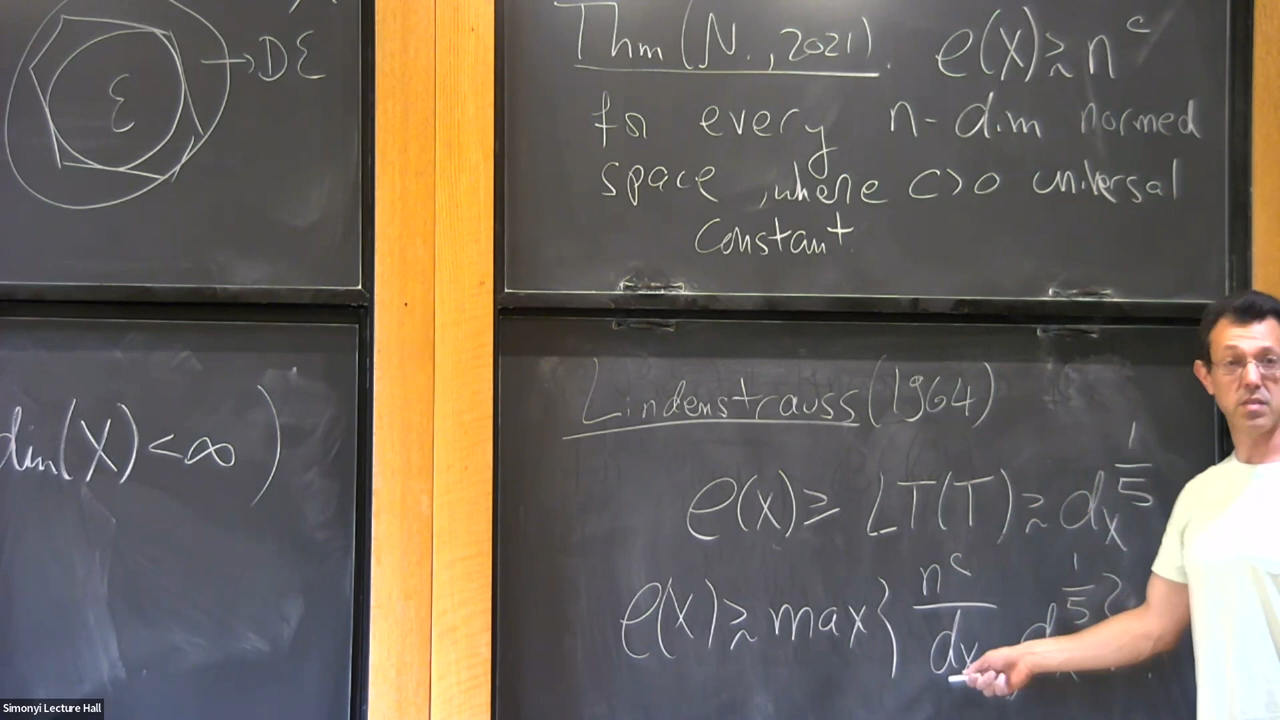 ε → Dε
dim(X) < ∞ )
Thm (N., 2021). e(X) ≳ n^c
for every n-dim normed
space, where c>0 universal
constant.
Lindenstrauss (1964)
e(X) ≥ LT(T) ≳ d_X^{1/5}
e(X) ≳ max{ n^c / d_X , d_X^{1/5} }
Simonyi Lecture Hall